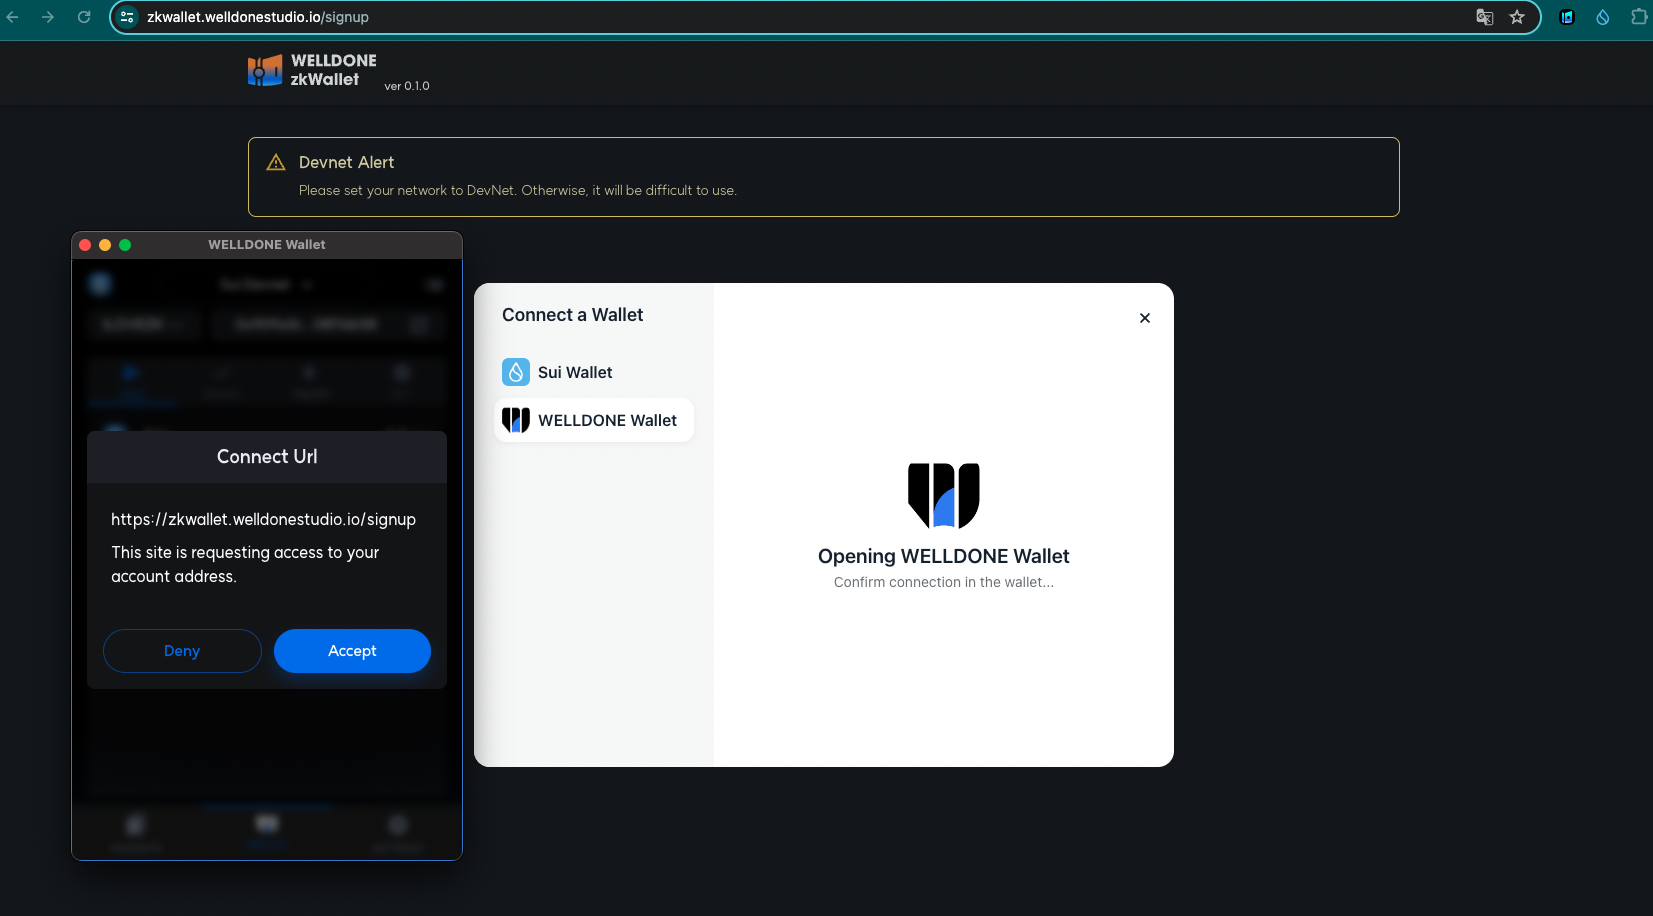 zkwallet.welldonestudio.io/signup
WELLDONE
zkWallet
ver 0.1.0
Devnet Alert
Please set your network to DevNet. Otherwise, it will be difficult to use.
WELLDONE Wallet
Sui Devnet
Connect Url
https://zkwallet.welldonestudio.io/signup
This site is requesting access to your
account address.
Deny
Accept
Connect a Wallet
Sui Wallet
WELLDONE Wallet
Opening WELLDONE Wallet
Confirm connection in the wallet...